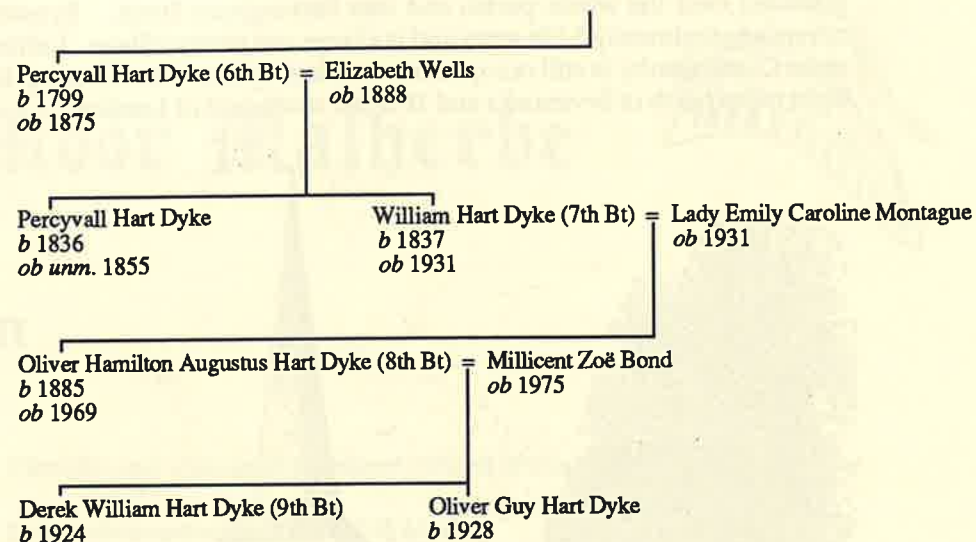 Percyvall Hart Dyke (6th Bt) = Elizabeth Wells
b 1799
ob 1875
ob 1888
Percyvall Hart Dyke
b 1836
ob unm. 1855
William Hart Dyke (7th Bt) = Lady Emily Caroline Montague
b 1837
ob 1931
ob 1931
Oliver Hamilton Augustus Hart Dyke (8th Bt) = Millicent Zoë Bond
b 1885
ob 1969
ob 1975
Derek William Hart Dyke (9th Bt)
b 1924
Oliver Guy Hart Dyke
b 1928